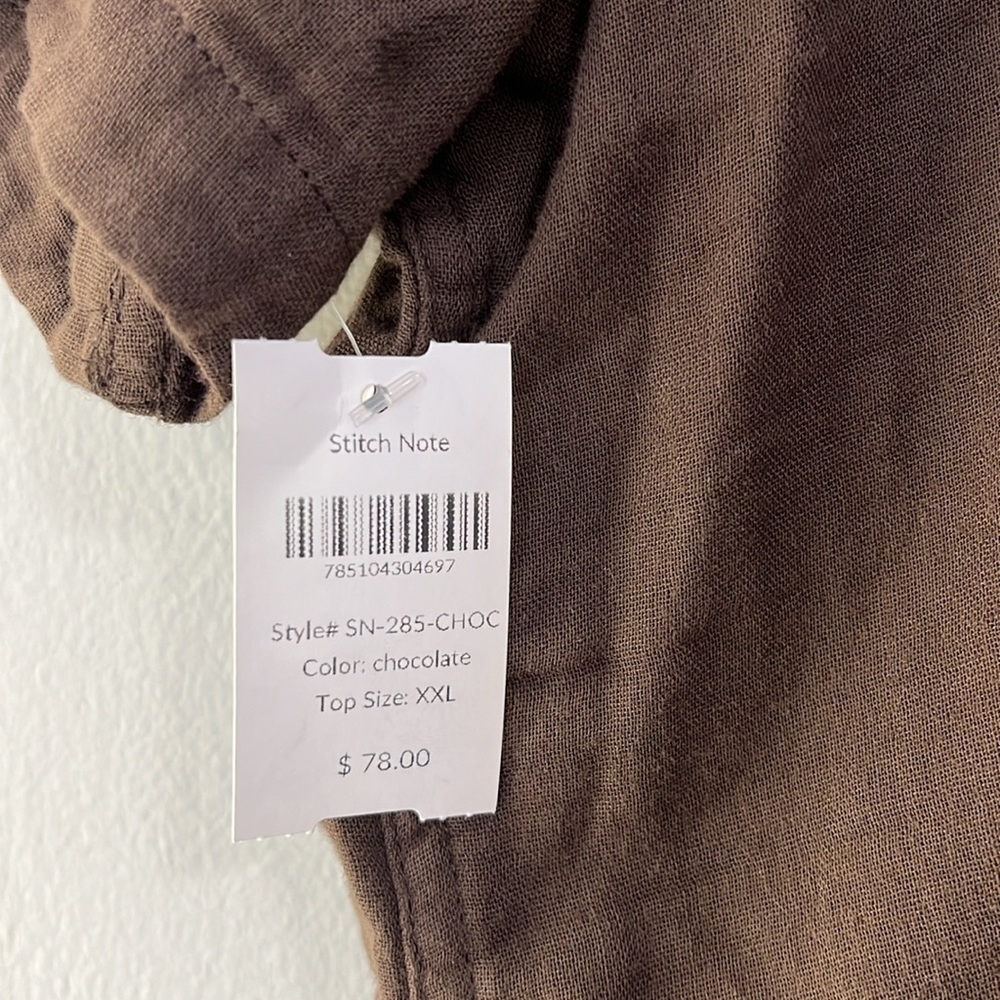 Stitch Note
785104304697
Style# SN-285-CHOC
Color: chocolate
Top Size: XXL
$ 78.00